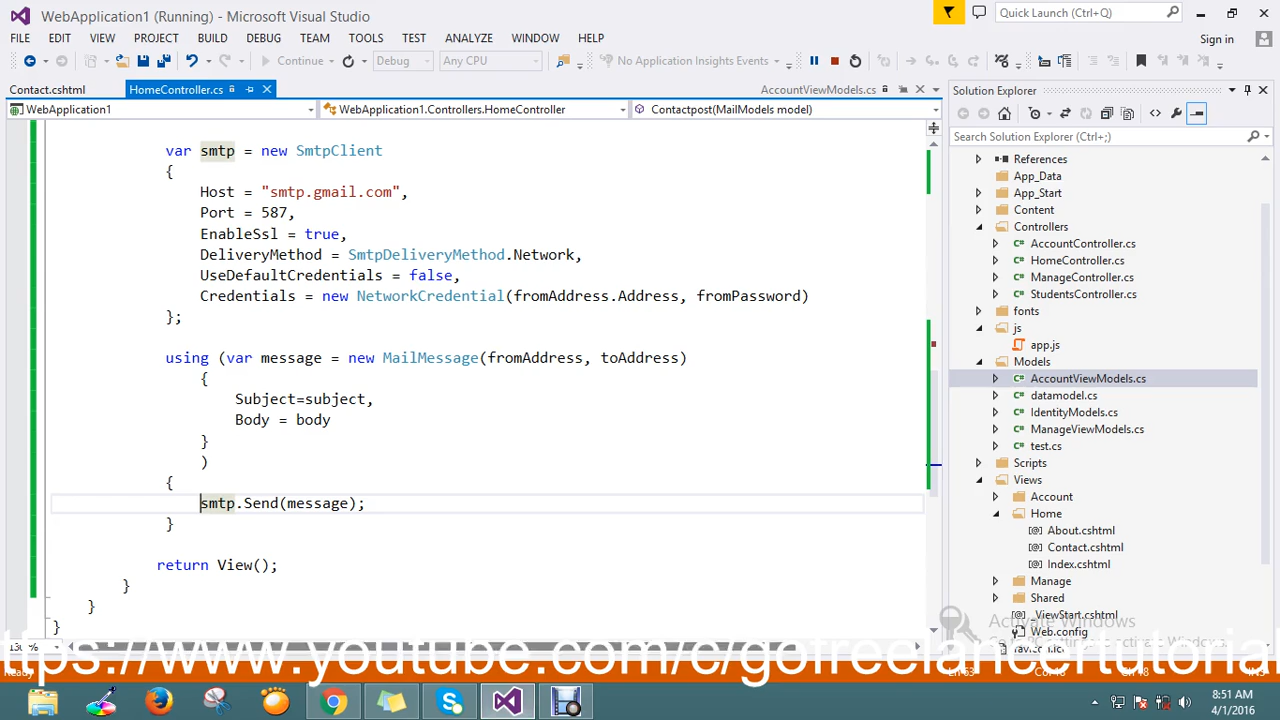 WebApplication1 (Running) - Microsoft Visual Studio
Quick Launch (Ctrl+Q)
FILE EDIT VIEW PROJECT BUILD DEBUG TEAM TOOLS TEST ANALYZE WINDOW HELP
Sign in
Continue Debug Any CPU No Application Insights Events
Contact.cshtml HomeController.cs AccountViewModels.cs
WebApplication1 WebApplication1.Controllers.HomeController Contactpost(MailModels model)
var smtp = new SmtpClient
{
Host = "smtp.gmail.com",
Port = 587,
EnableSsl = true,
DeliveryMethod = SmtpDeliveryMethod.Network,
UseDefaultCredentials = false,
Credentials = new NetworkCredential(fromAddress.Address, fromPassword)
};
using (var message = new MailMessage(fromAddress, toAddress)
{
Subject=subject,
Body = body
}
)
{
smtp.Send(message);
}
return View();
}
}
}
Solution Explorer
Search Solution Explorer (Ctrl+;)
References
App_Data
App_Start
Content
Controllers
AccountController.cs
HomeController.cs
ManageController.cs
StudentsController.cs
fonts
js
app.js
Models
AccountViewModels.cs
datamodel.cs
IdentityModels.cs
ManageViewModels.cs
test.cs
Scripts
Views
Account
Home
About.cshtml
Contact.cshtml
Index.cshtml
Manage
Shared
_ViewStart.cshtml
Web.config
Activate Windows
ttps://www.youtube.com/c/gofreelancertutorial
8:51 AM
4/1/2016